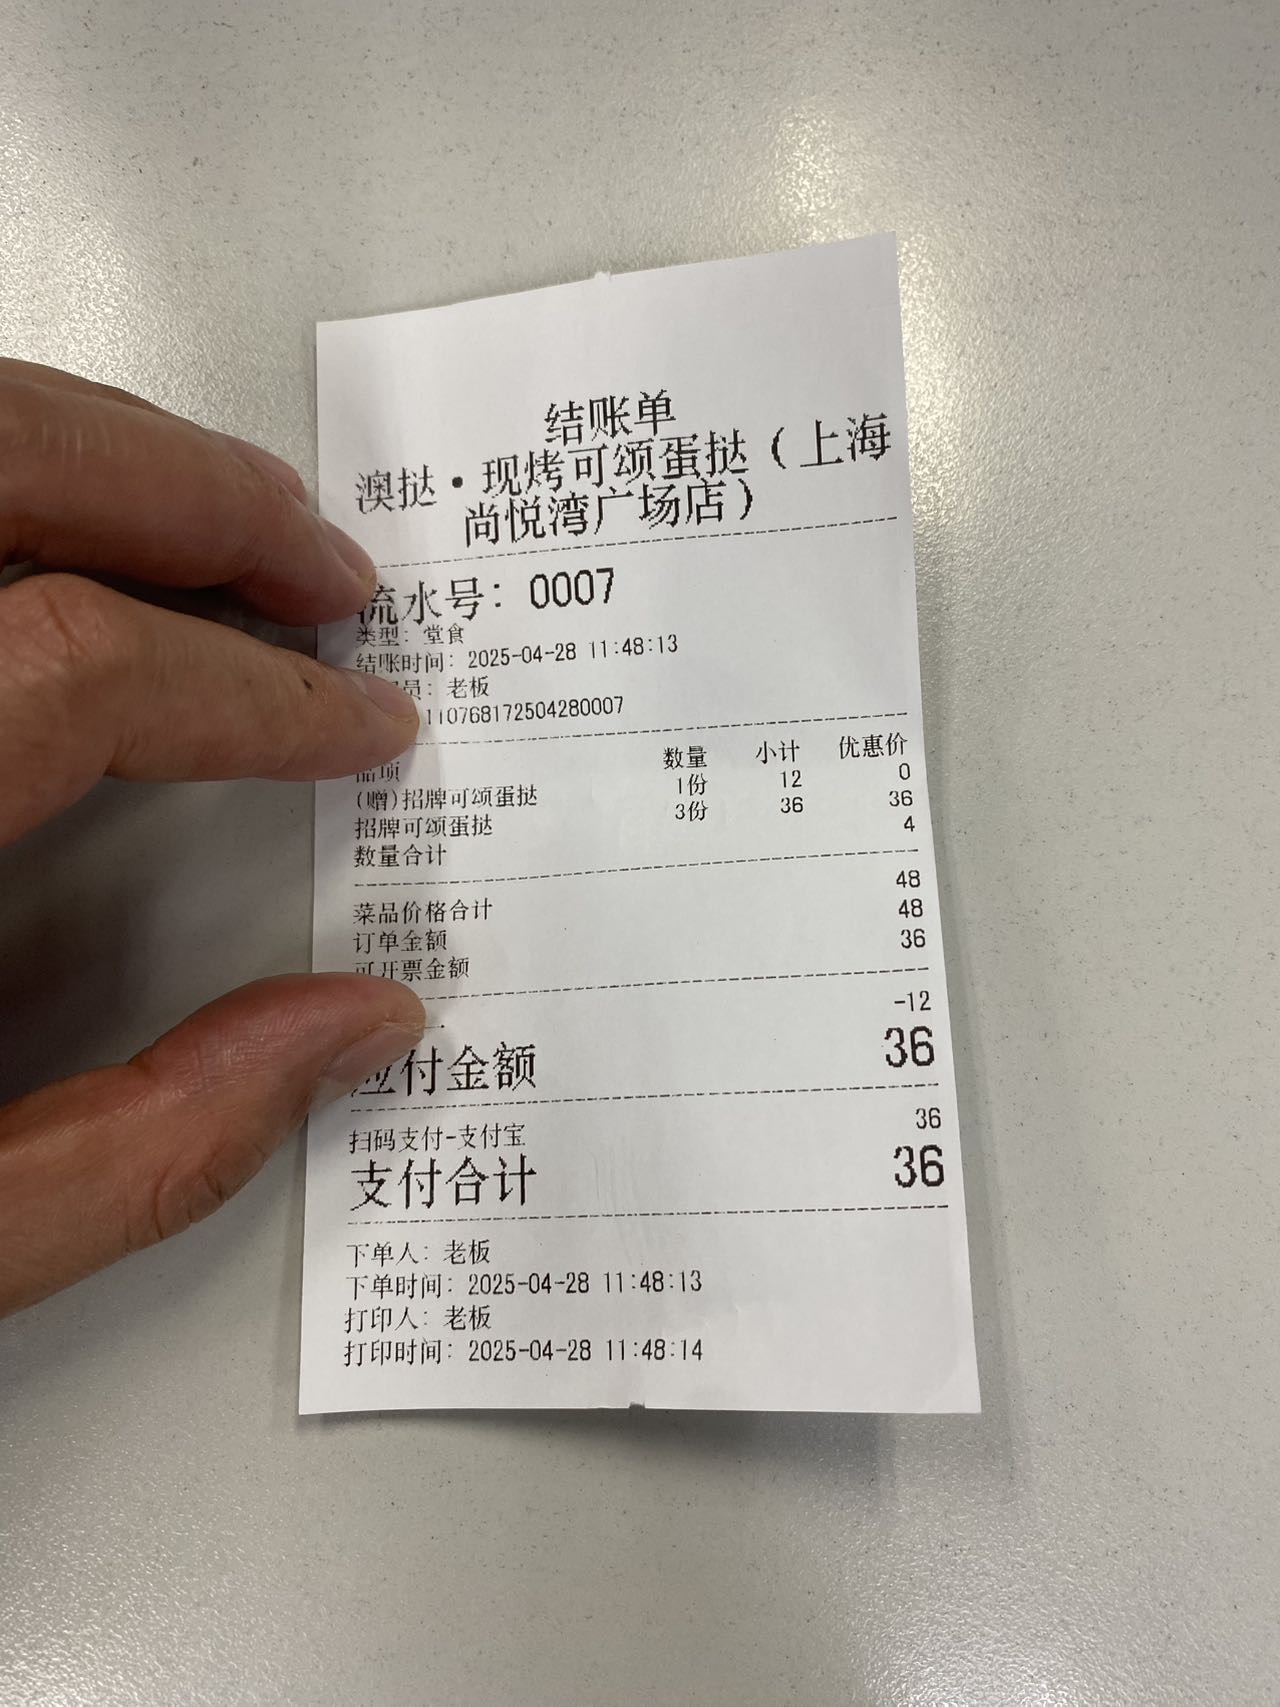 结账单
澳挞·现烤可颂蛋挞（上海
尚悦湾广场店）
流水号：0007
类型：堂食
结账时间：2025-04-28 11:48:13
员：老板
110768172504280007
品项 数量 小计 优惠价
(赠)招牌可颂蛋挞 1份 12 0
招牌可颂蛋挞 3份 36 36
数量合计 4
菜品价格合计 48
订单金额 48
可开票金额 36
-12
应付金额 36
扫码支付-支付宝 36
支付合计 36
下单人：老板
下单时间：2025-04-28 11:48:13
打印人：老板
打印时间：2025-04-28 11:48:14